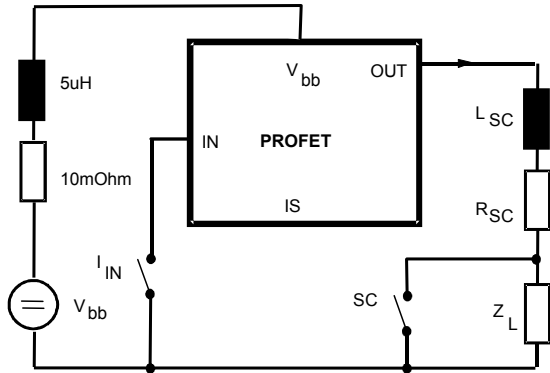 5uH
10mOhm
V bb
V bb
OUT
IN
PROFET
IS
I IN
L SC
R SC
SC
Z L